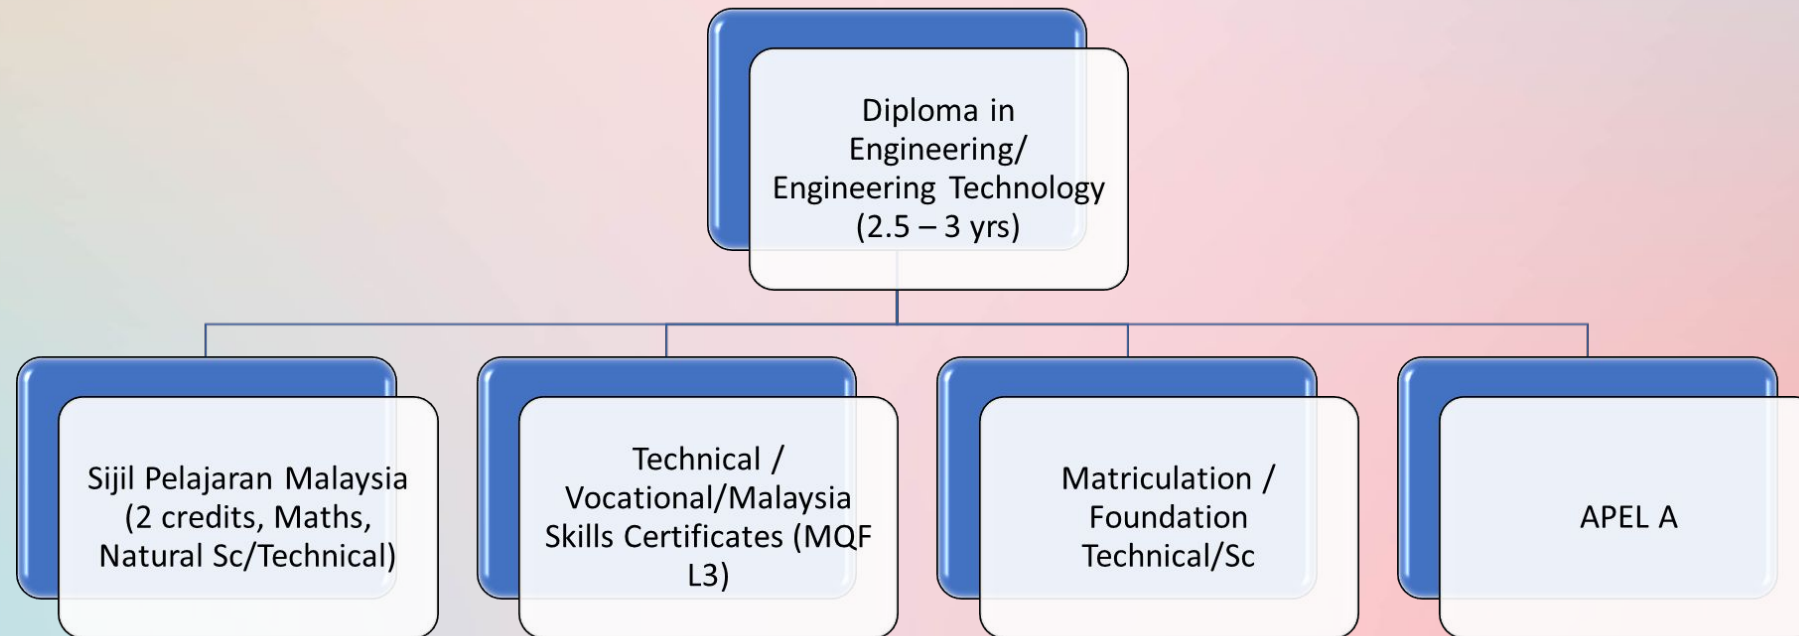 Diploma in
Engineering/
Engineering Technology
(2.5 – 3 yrs)
Sijil Pelajaran Malaysia
(2 credits, Maths,
Natural Sc/Technical)
Technical /
Vocational/Malaysia
Skills Certificates (MQF
L3)
Matriculation /
Foundation
Technical/Sc
APEL A